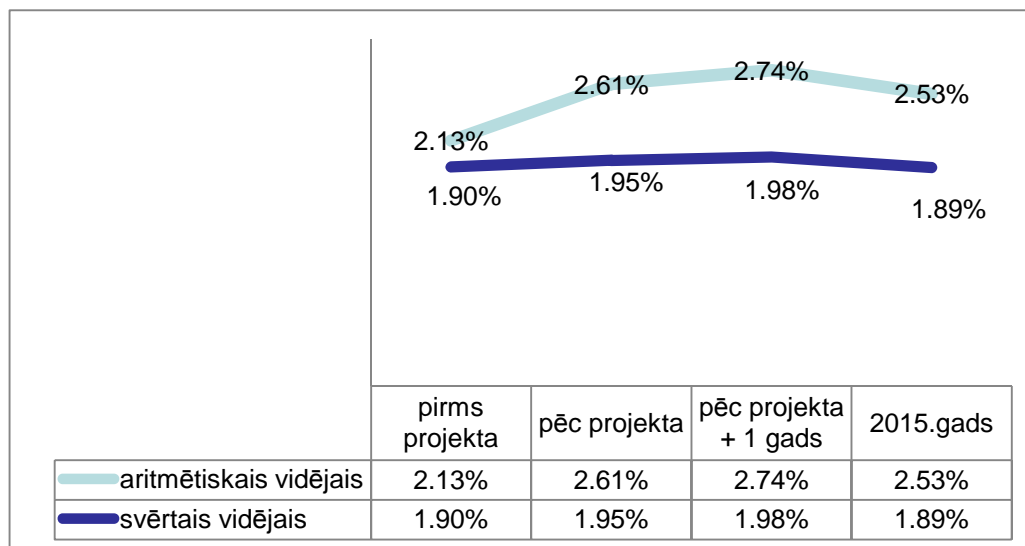 2.13%
2.61%
2.74%
2.53%
1.90%
1.95%
1.98%
1.89%
pirms projekta
pēc projekta
pēc projekta + 1 gads
2015.gads
aritmētiskais vidējais 2.13% 2.61% 2.74% 2.53%
svērtais vidējais 1.90% 1.95% 1.98% 1.89%